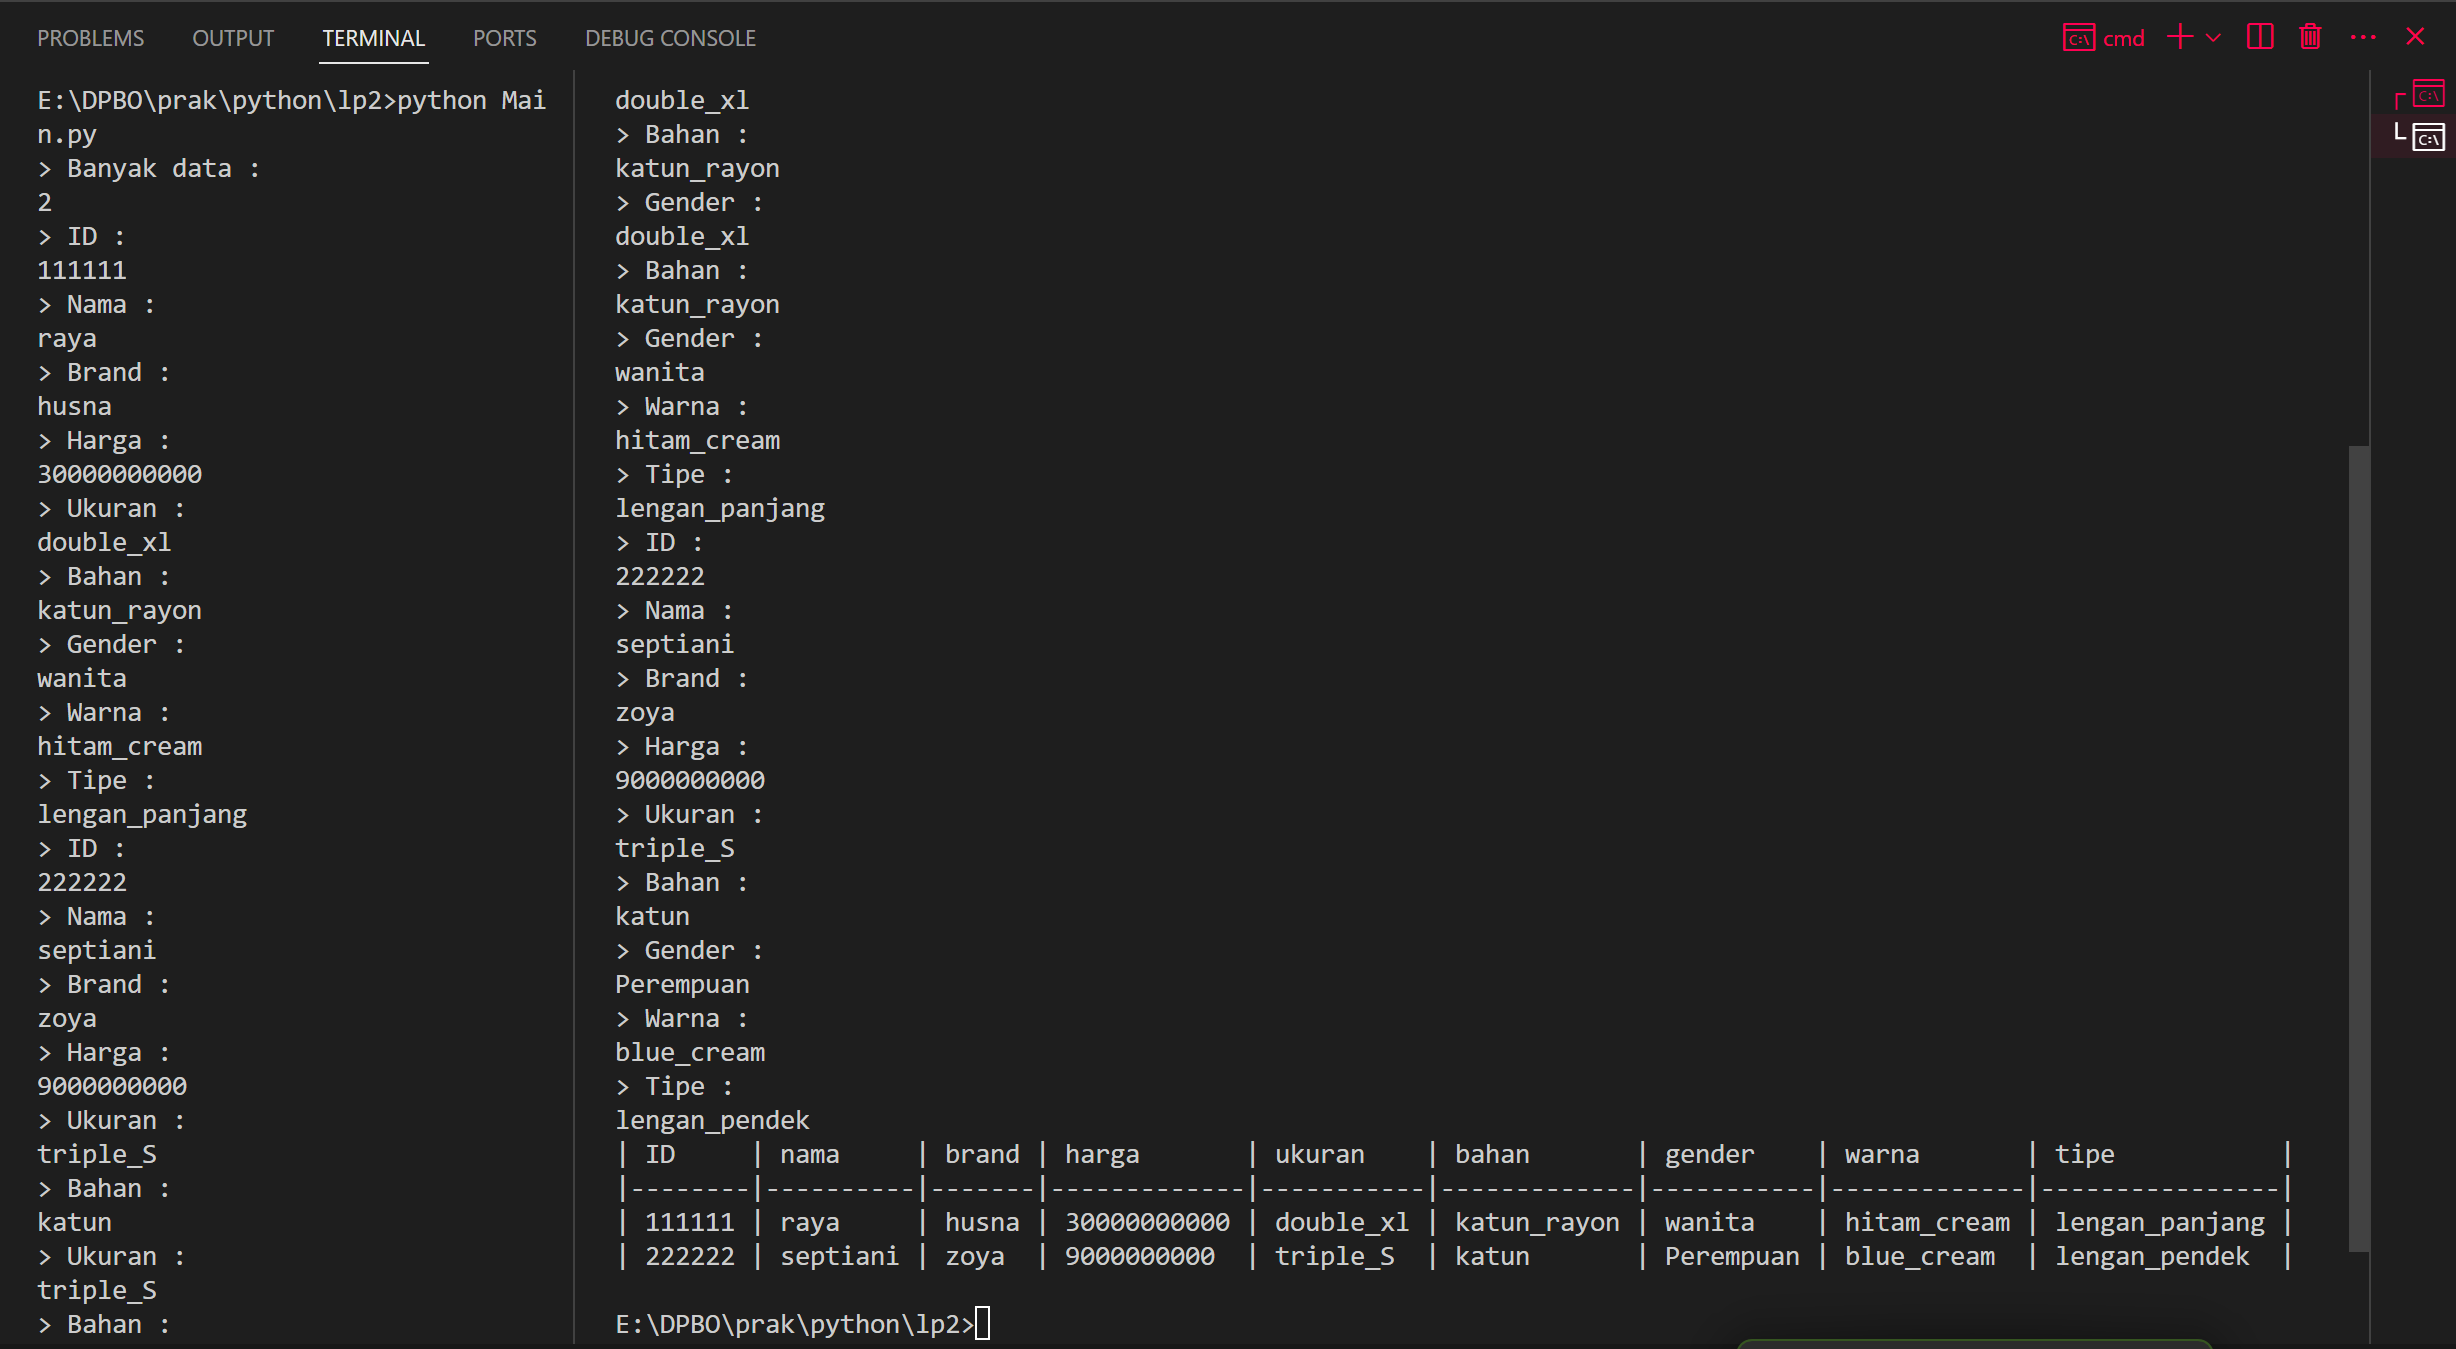 PROBLEMS OUTPUT TERMINAL PORTS DEBUG CONSOLE cmd
E:\DPBO\prak\python\lp2>python Mai
n.py
> Banyak data :
2
> ID :
111111
> Nama :
raya
> Brand :
husna
> Harga :
30000000000
> Ukuran :
double_xl
> Bahan :
katun_rayon
> Gender :
wanita
> Warna :
hitam_cream
> Tipe :
lengan_panjang
> ID :
222222
> Nama :
septiani
> Brand :
zoya
> Harga :
9000000000
> Ukuran :
triple_S
> Bahan :
katun
> Ukuran :
triple_S
> Bahan :
double_xl
> Bahan :
katun_rayon
> Gender :
double_xl
> Bahan :
katun_rayon
> Gender :
wanita
> Warna :
hitam_cream
> Tipe :
lengan_panjang
> ID :
222222
> Nama :
septiani
> Brand :
zoya
> Harga :
9000000000
> Ukuran :
triple_S
> Bahan :
katun
> Gender :
Perempuan
> Warna :
blue_cream
> Tipe :
lengan_pendek
| ID     | nama     | brand | harga       | ukuran    | bahan       | gender    | warna       | tipe           |
|--------|----------|-------|-------------|-----------|-------------|-----------|-------------|----------------|
| 111111 | raya     | husna | 30000000000 | double_xl | katun_rayon | wanita    | hitam_cream | lengan_panjang |
| 222222 | septiani | zoya  | 9000000000  | triple_S  | katun       | Perempuan | blue_cream  | lengan_pendek  |
E:\DPBO\prak\python\lp2>